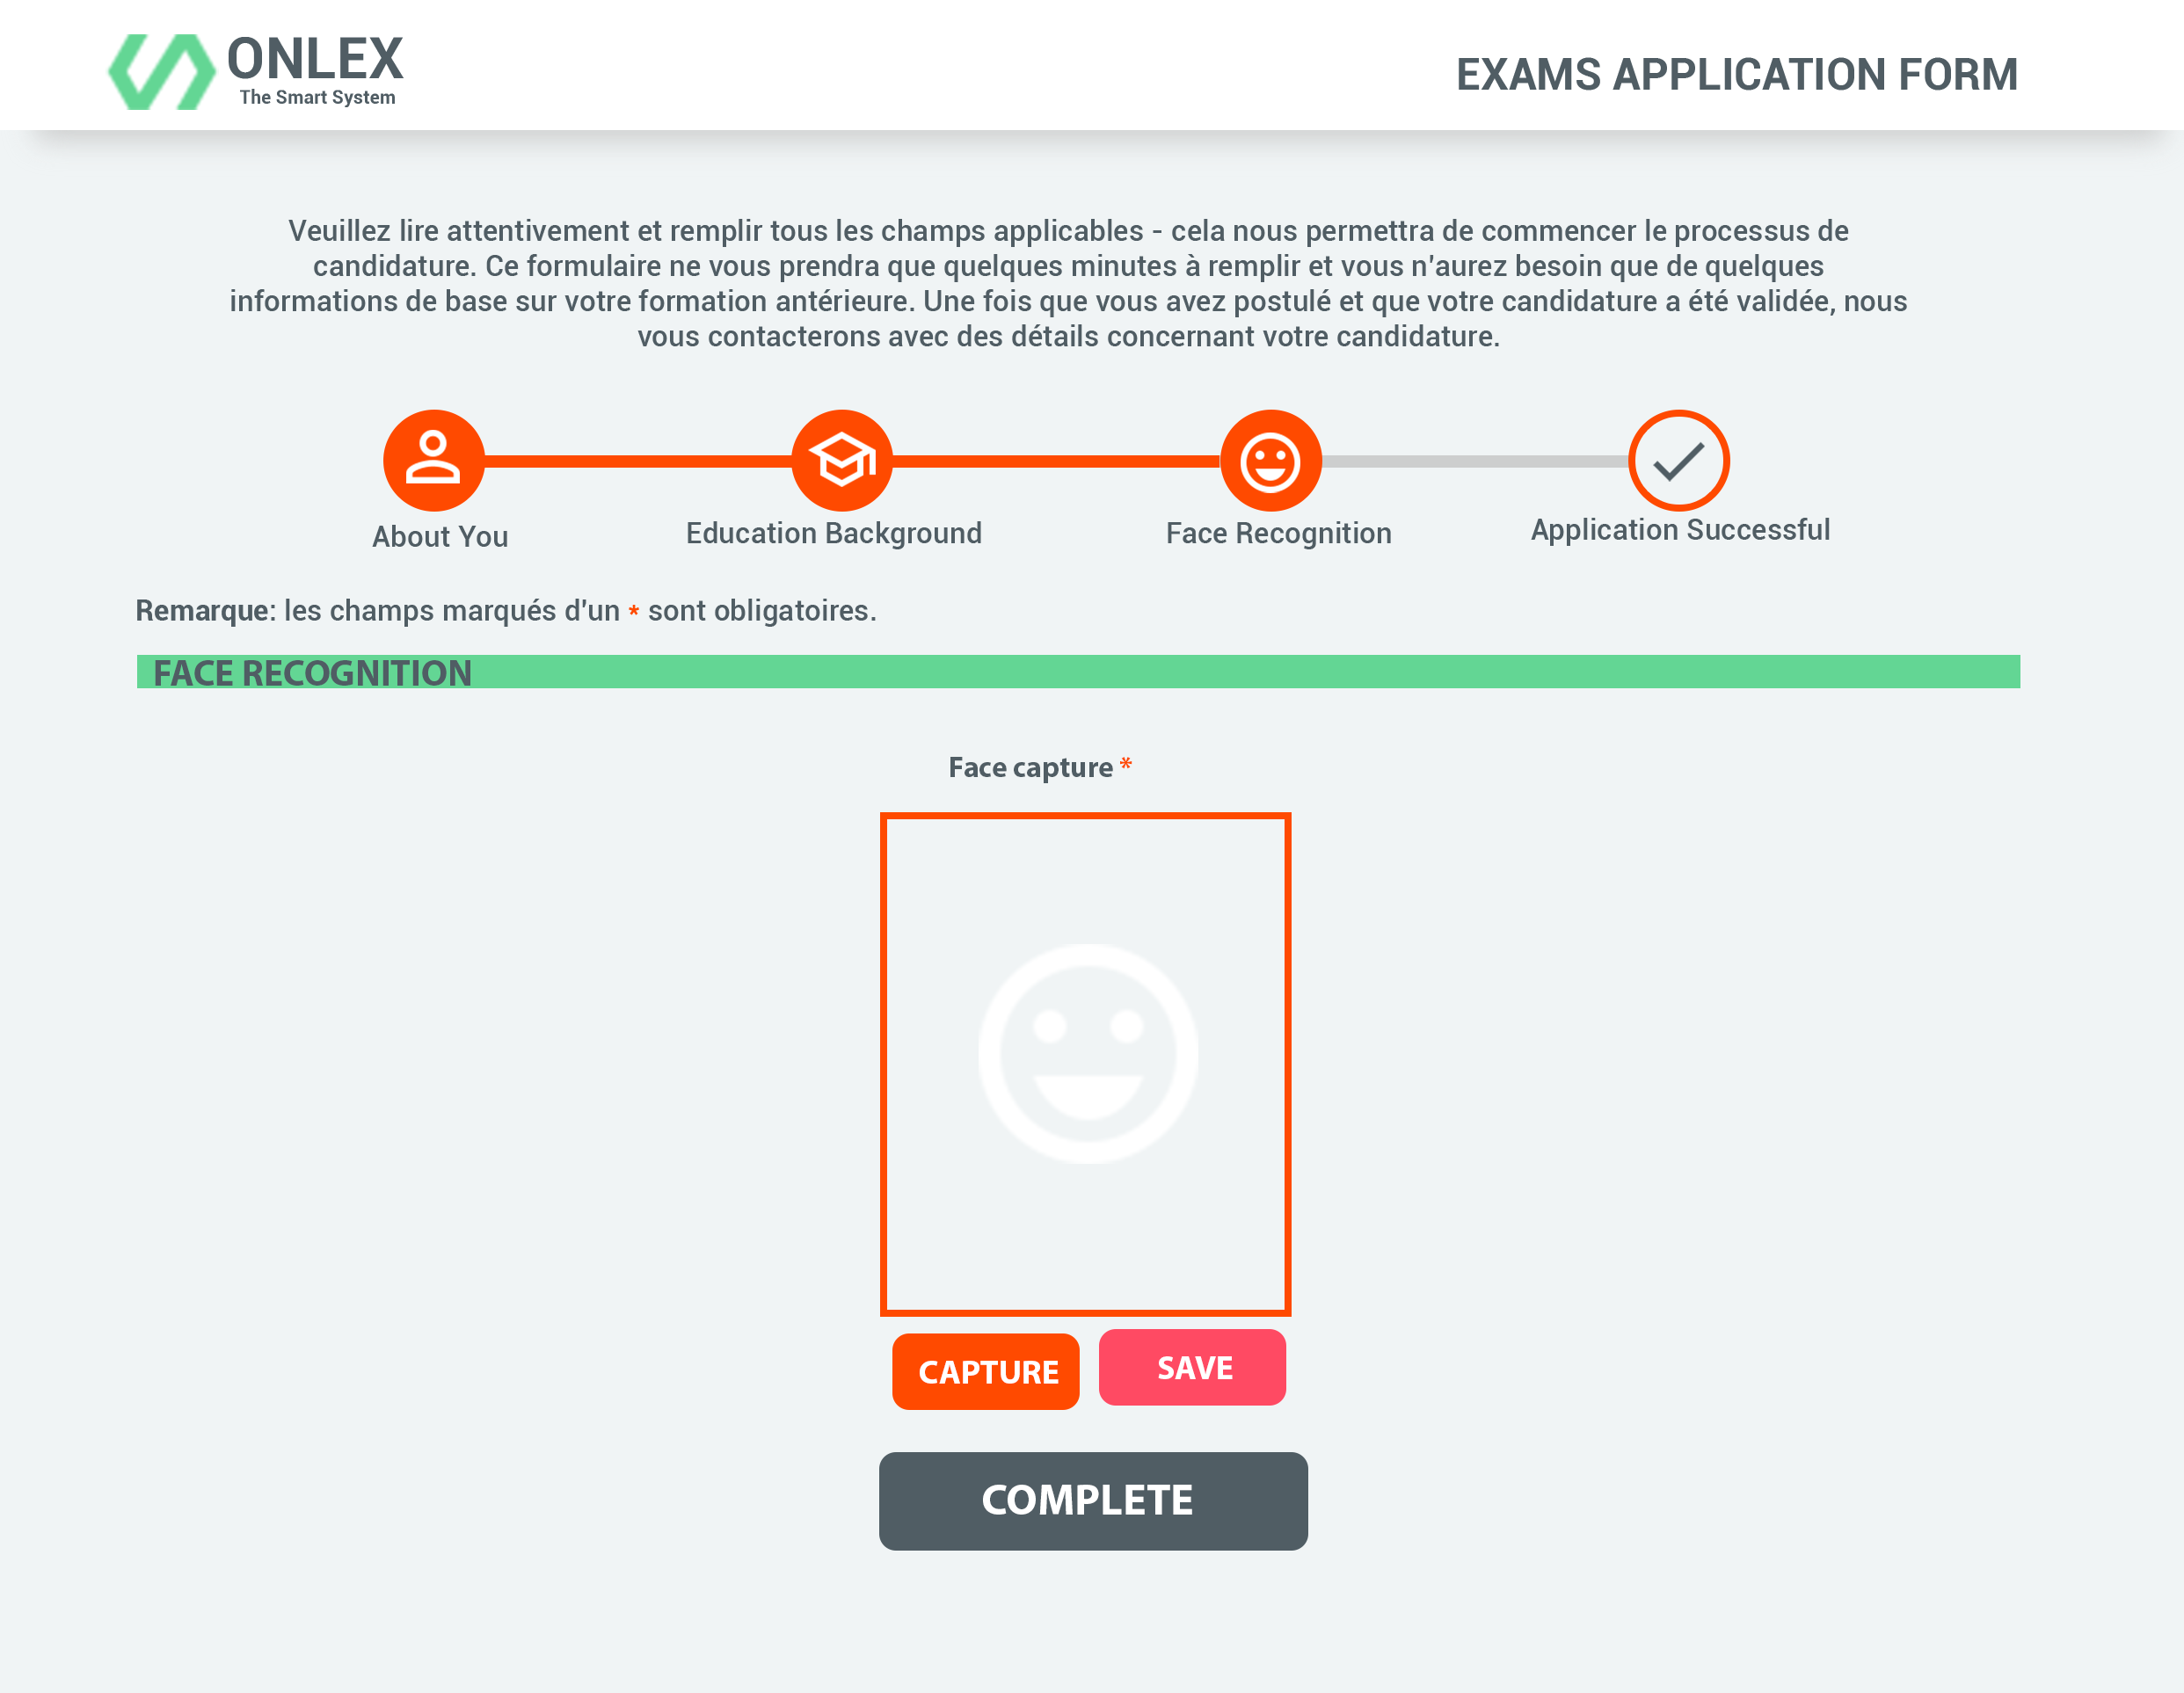 ONLEX
The Smart System
EXAMS APPLICATION FORM
Veuillez lire attentivement et remplir tous les champs applicables - cela nous permettra de commencer le processus de
candidature. Ce formulaire ne vous prendra que quelques minutes à remplir et vous n'aurez besoin que de quelques
informations de base sur votre formation antérieure. Une fois que vous avez postulé et que votre candidature a été validée, nous
vous contacterons avec des détails concernant votre candidature.
About You
Education Background
Face Recognition
Application Successful
Remarque: les champs marqués d'un * sont obligatoires.
FACE RECOGNITION
Face capture *
CAPTURE
SAVE
COMPLETE